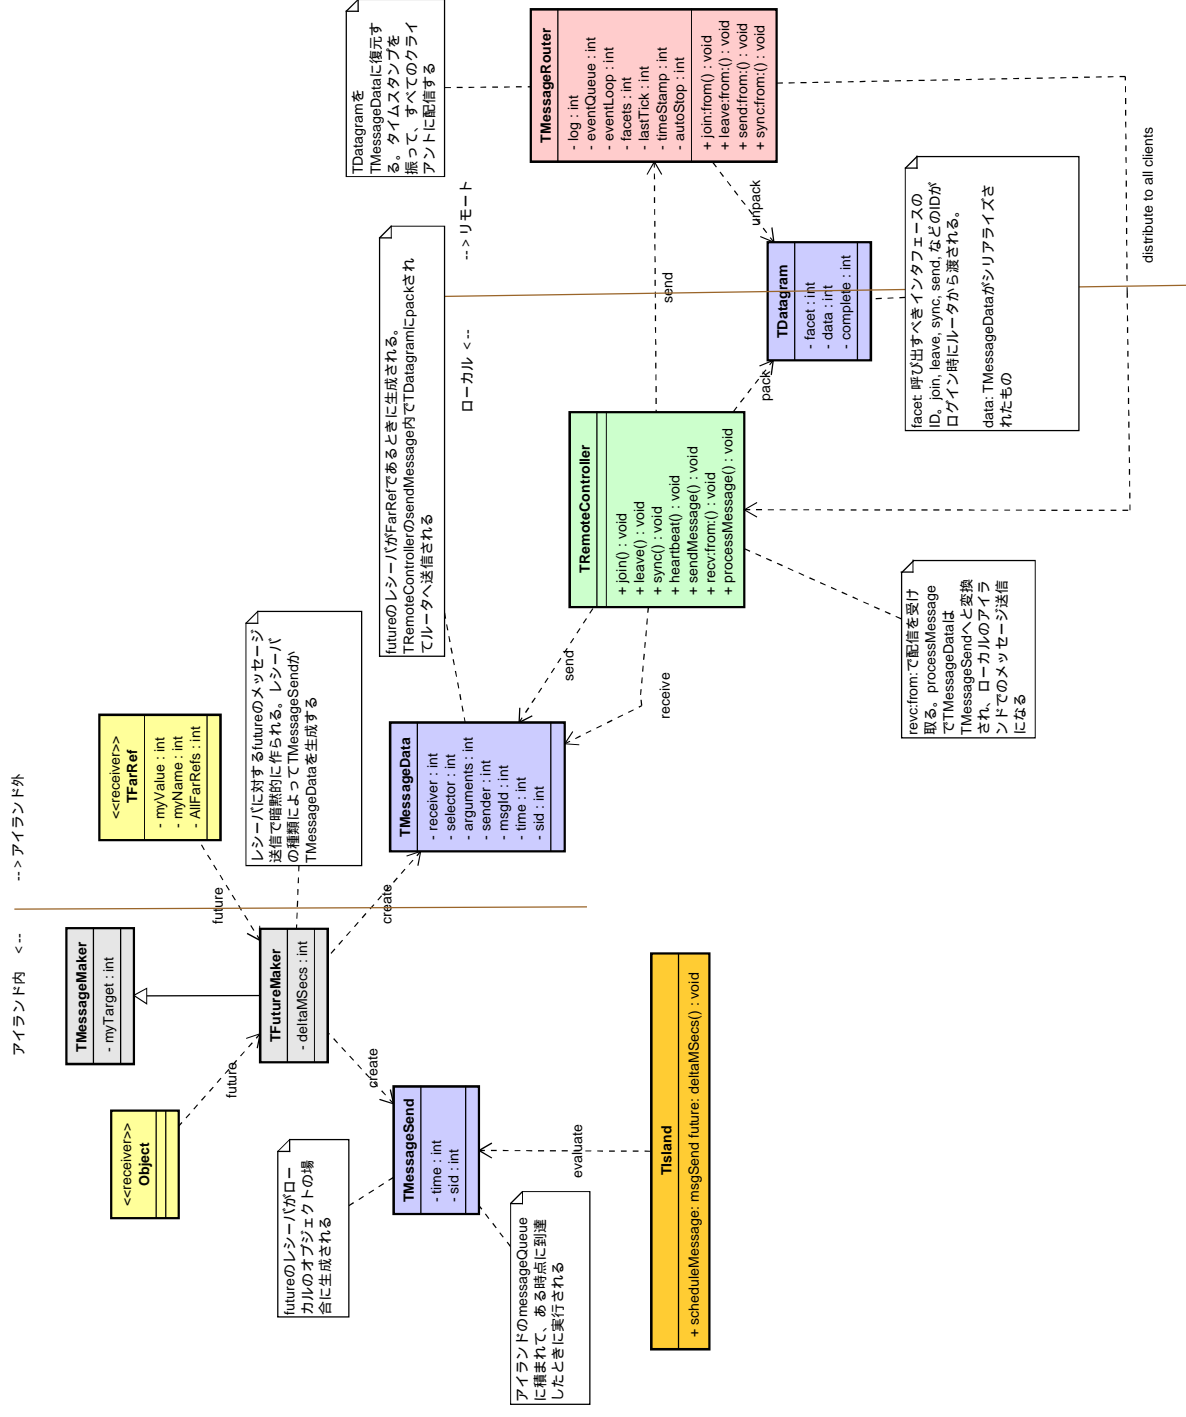 アイランド内　<--
--> アイランド外
<<receiver>>
Object
future
TMessageMaker
- myTarget : int
<<receiver>>
TFarRef
- myValue : int
- myName : int
- AllFarRefs : int
future
TFutureMaker
- deltaMSecs : int
レシーバに対するfutureのメッセージ
送信で暗黙的に作られる。レシーバ
の種類によってTMessageSendか
TMessageDataを生成する
create
create
futureのレシーバがロー
カルのオブジェクトの場
合に生成される
TMessageSend
- time : int
- sid : int
アイランドのmessageQueue
に積まれて、ある時点に到達
したときに実行される
evaluate
TIsland
+ scheduleMessage: msgSend future: deltaMSecs() : void
TMessageData
- receiver : int
- selector : int
- arguments : int
- sender : int
- msgId : int
- time : int
- sid : int
futureのレシーバがFarRefであるときに生成される。
TRemoteControllerのsendMessage内でTDatagramにpackされ
てルータへ送信される
send
receive
TRemoteController
+ join() : void
+ leave() : void
+ sync() : void
+ heartbeat() : void
+ sendMessage() : void
+ recv:from:() : void
+ processMessage() : void
revc:from:で配信を受け
取る。processMessage
でTMessageDataは
TMessageSendへと変換
され、ローカルのアイラ
ンドでのメッセージ送信
になる
ローカル <--
--> リモート
send
pack
unpack
TDatagram
- facet : int
- data : int
- complete : int
facet: 呼び出すべきインタフェースの
ID。join, leave, sync, send, などのIDが
ログイン時にルータから渡される。
data: TMessageDataがシリアライズさ
れたもの
TDatagramを
TMessageDataに復元す
る。タイムスタンプを
振って、すべてのクライ
アントに配信する
TMessageRouter
- log : int
- eventQueue : int
- eventLoop : int
- facets : int
- lastTick : int
- timeStamp : int
- autoStop : int
+ join:from() : void
+ leave:from:() : void
+ send:from:() : void
+ sync:from:() : void
distribute to all clients